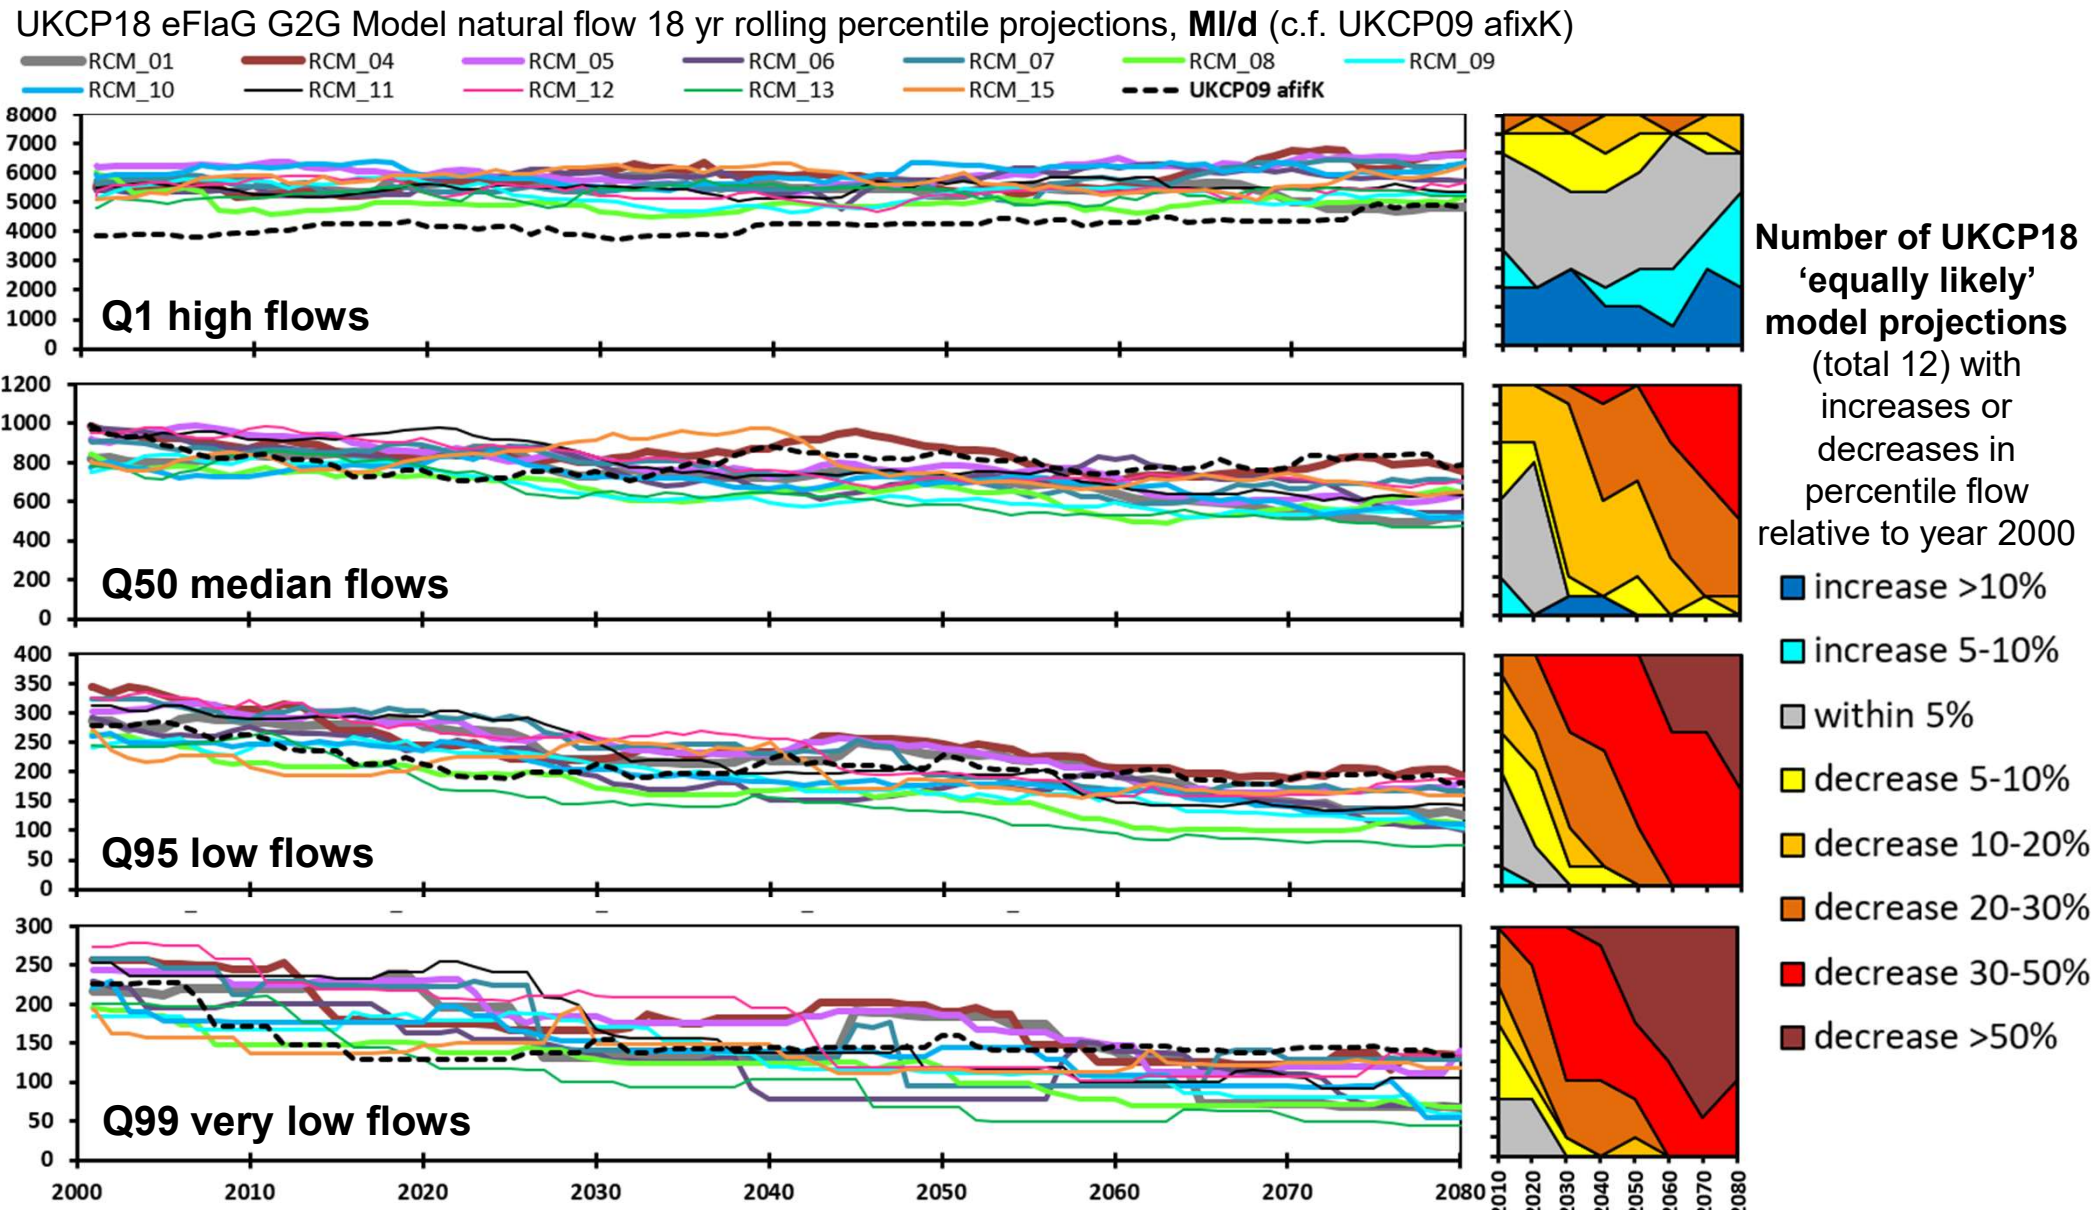 UKCP18 eFlaG G2G Model natural flow 18 yr rolling percentile projections, Ml/d (c.f. UKCP09 afixK)
RCM_01 RCM_04 RCM_05 RCM_06 RCM_07 RCM_08 RCM_09
RCM_10 RCM_11 RCM_12 RCM_13 RCM_15 UKCP09 afifK
8000
7000
6000
5000
4000
3000
2000
1000
0
Q1 high flows
1200
1000
800
600
400
200
0
Q50 median flows
400
350
300
250
200
150
100
50
0
Q95 low flows
300
250
200
150
100
50
0
Q99 very low flows
2000 2010 2020 2030 2040 2050 2060 2070 2080
2010 2020 2030 2040 2050 2060 2070 2080
Number of UKCP18
‘equally likely’
model projections
(total 12) with
increases or
decreases in
percentile flow
relative to year 2000
increase >10%
increase 5-10%
within 5%
decrease 5-10%
decrease 10-20%
decrease 20-30%
decrease 30-50%
decrease >50%